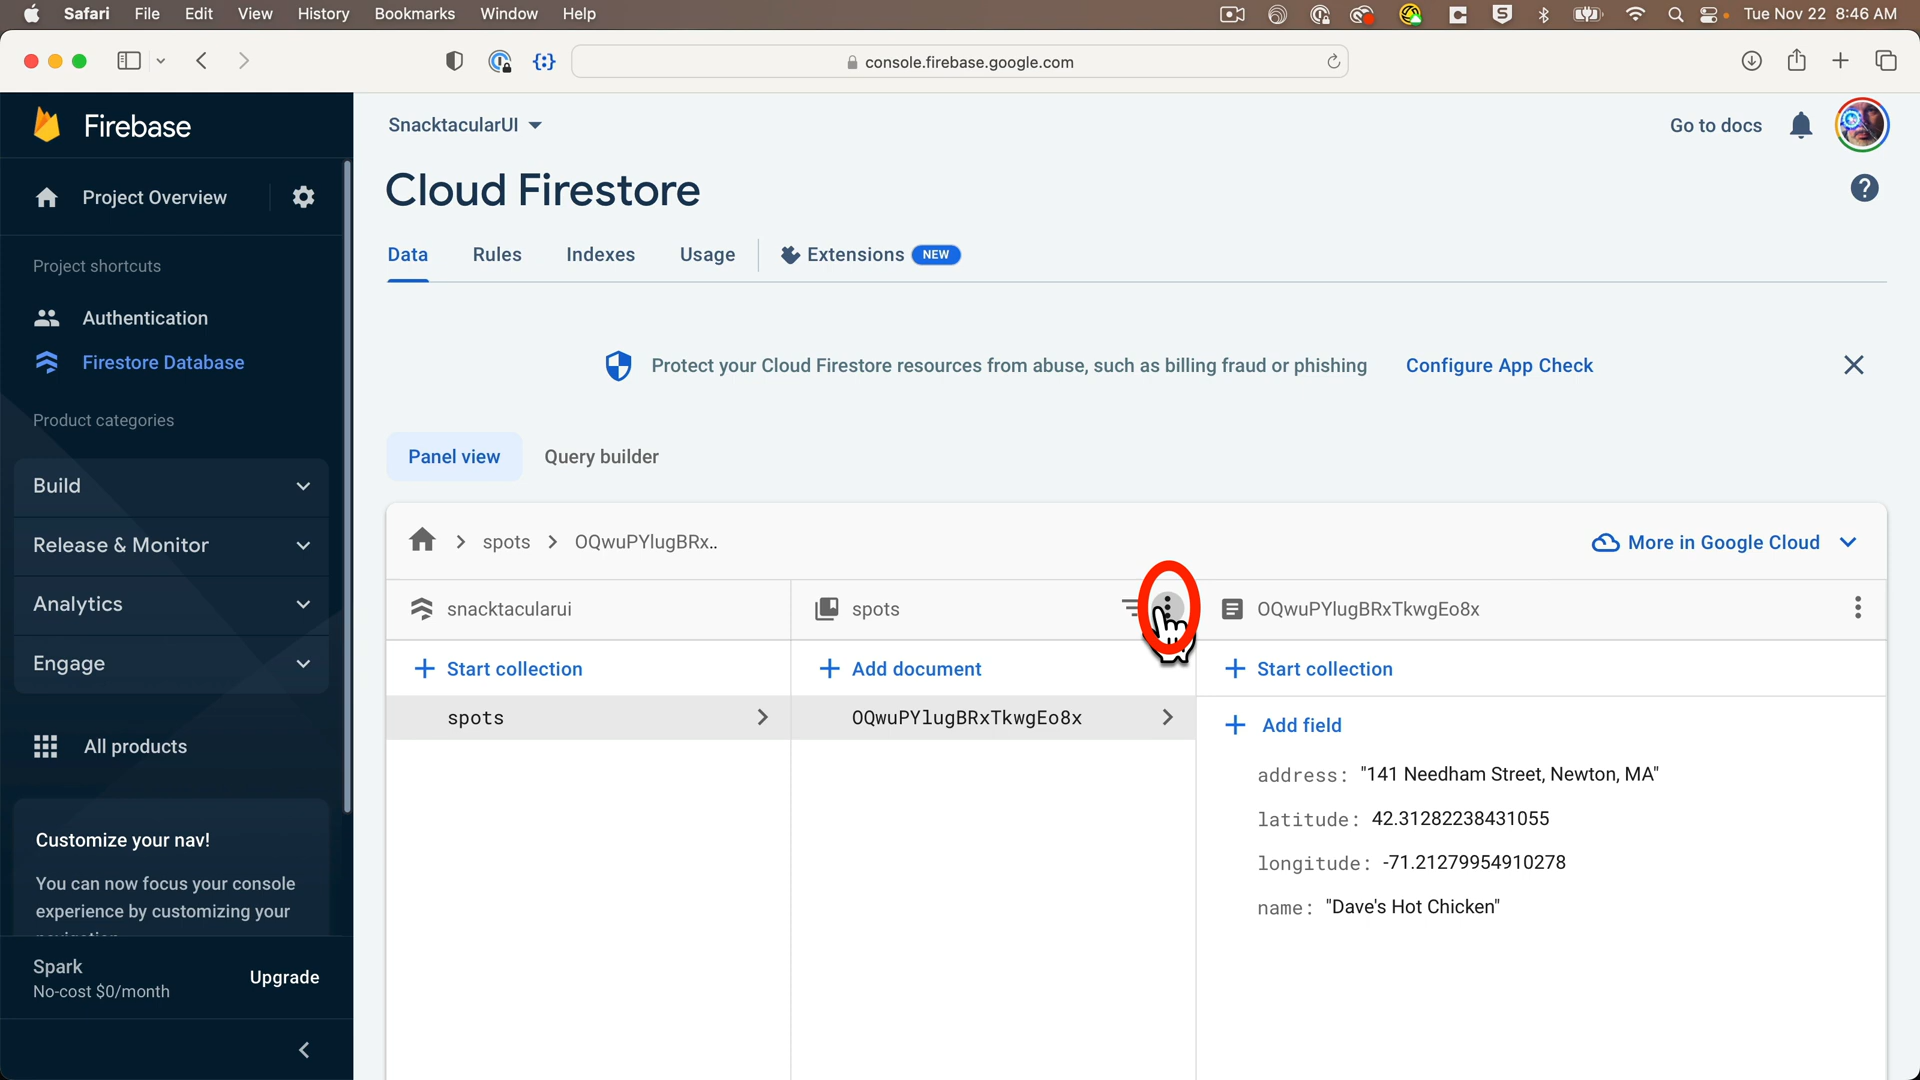 Safari File Edit View History Bookmarks Window Help Tue Nov 22 8:46 AM
console.firebase.google.com
Firebase
Project Overview
Project shortcuts
Authentication
Firestore Database
Product categories
Build
Release & Monitor
Analytics
Engage
All products
Customize your nav!
You can now focus your console
experience by customizing your
Spark
No-cost $0/month
Upgrade
SnacktacularUI
Go to docs
Cloud Firestore
Data Rules Indexes Usage Extensions NEW
Protect your Cloud Firestore resources from abuse, such as billing fraud or phishing Configure App Check
Panel view Query builder
spots OQwuPYlugBRx..
More in Google Cloud
snacktacularui
Start collection
spots
spots
Add document
OQwuPYlugBRxTkwgEo8x
OQwuPYlugBRxTkwgEo8x
Start collection
Add field
address: "141 Needham Street, Newton, MA"
latitude: 42.31282238431055
longitude: -71.21279954910278
name: "Dave's Hot Chicken"